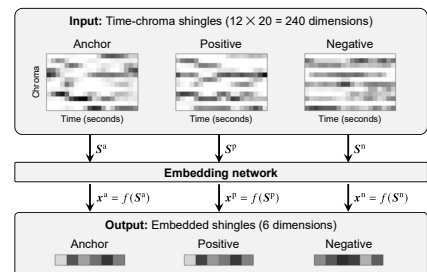 Input: Time-chroma shingles (12 × 20 = 240 dimensions)
Anchor Positive Negative
Chroma
Time (seconds) Time (seconds) Time (seconds)
Sᵃ Sᵖ Sⁿ
Embedding network
xᵃ = f(Sᵃ) xᵖ = f(Sᵖ) xⁿ = f(Sⁿ)
Output: Embedded shingles (6 dimensions)
Anchor Positive Negative